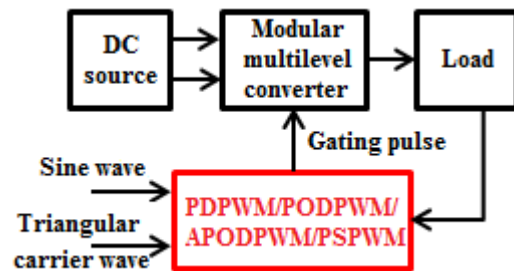 DC
source
Modular
multilevel
converter
Load
Gating pulse
Sine wave
Triangular
carrier wave
PDPWM/PODPWM/
APODPWM/PSPWM